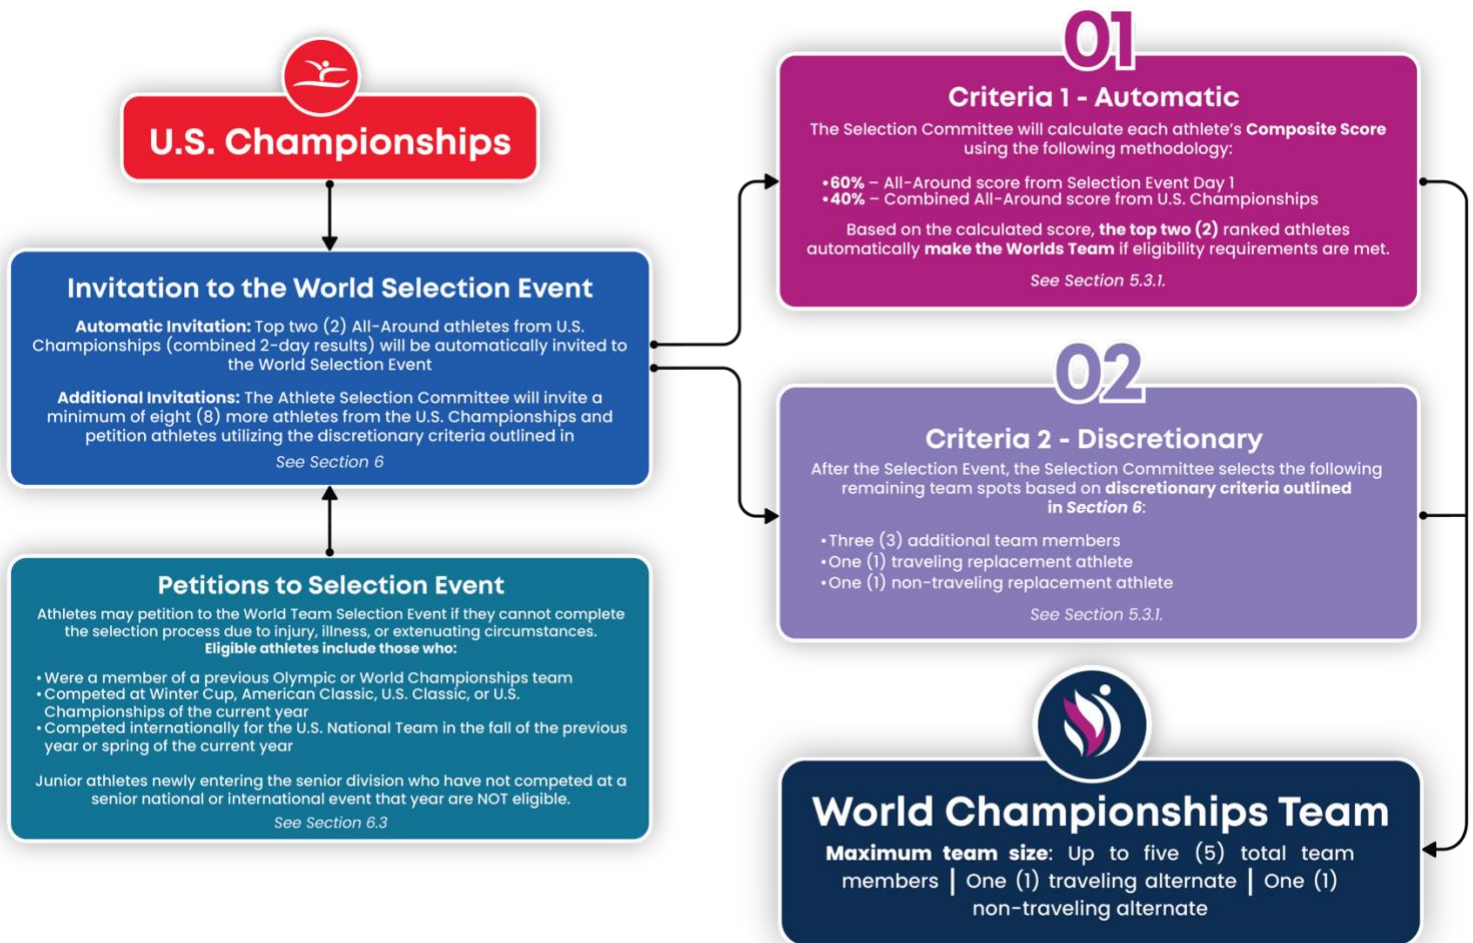 U.S. Championships
Invitation to the World Selection Event
Automatic Invitation: Top two (2) All-Around athletes from U.S.
Championships (combined 2-day results) will be automatically invited to
the World Selection Event
Additional Invitations: The Athlete Selection Committee will invite a
minimum of eight (8) more athletes from the U.S. Championships and
petition athletes utilizing the discretionary criteria outlined in
See Section 6
Petitions to Selection Event
Athletes may petition to the World Team Selection Event if they cannot complete
the selection process due to injury, illness, or extenuating circumstances.
Eligible athletes include those who:
•Were a member of a previous Olympic or World Championships team
•Competed at Winter Cup, American Classic, U.S. Classic, or U.S.
Championships of the current year
•Competed internationally for the U.S. National Team in the fall of the previous
year or spring of the current year
Junior athletes newly entering the senior division who have not competed at a
senior national or international event that year are NOT eligible.
See Section 6.3
01
Criteria 1 - Automatic
The Selection Committee will calculate each athlete's Composite Score
using the following methodology:
•60% – All-Around score from Selection Event Day 1
•40% – Combined All-Around score from U.S. Championships
Based on the calculated score, the top two (2) ranked athletes
automatically make the Worlds Team if eligibility requirements are met.
See Section 5.3.1.
02
Criteria 2 - Discretionary
After the Selection Event, the Selection Committee selects the following
remaining team spots based on discretionary criteria outlined
in Section 6:
•Three (3) additional team members
•One (1) traveling replacement athlete
•One (1) non-traveling replacement athlete
See Section 5.3.1.
World Championships Team
Maximum team size: Up to five (5) total team
members | One (1) traveling alternate | One (1)
non-traveling alternate